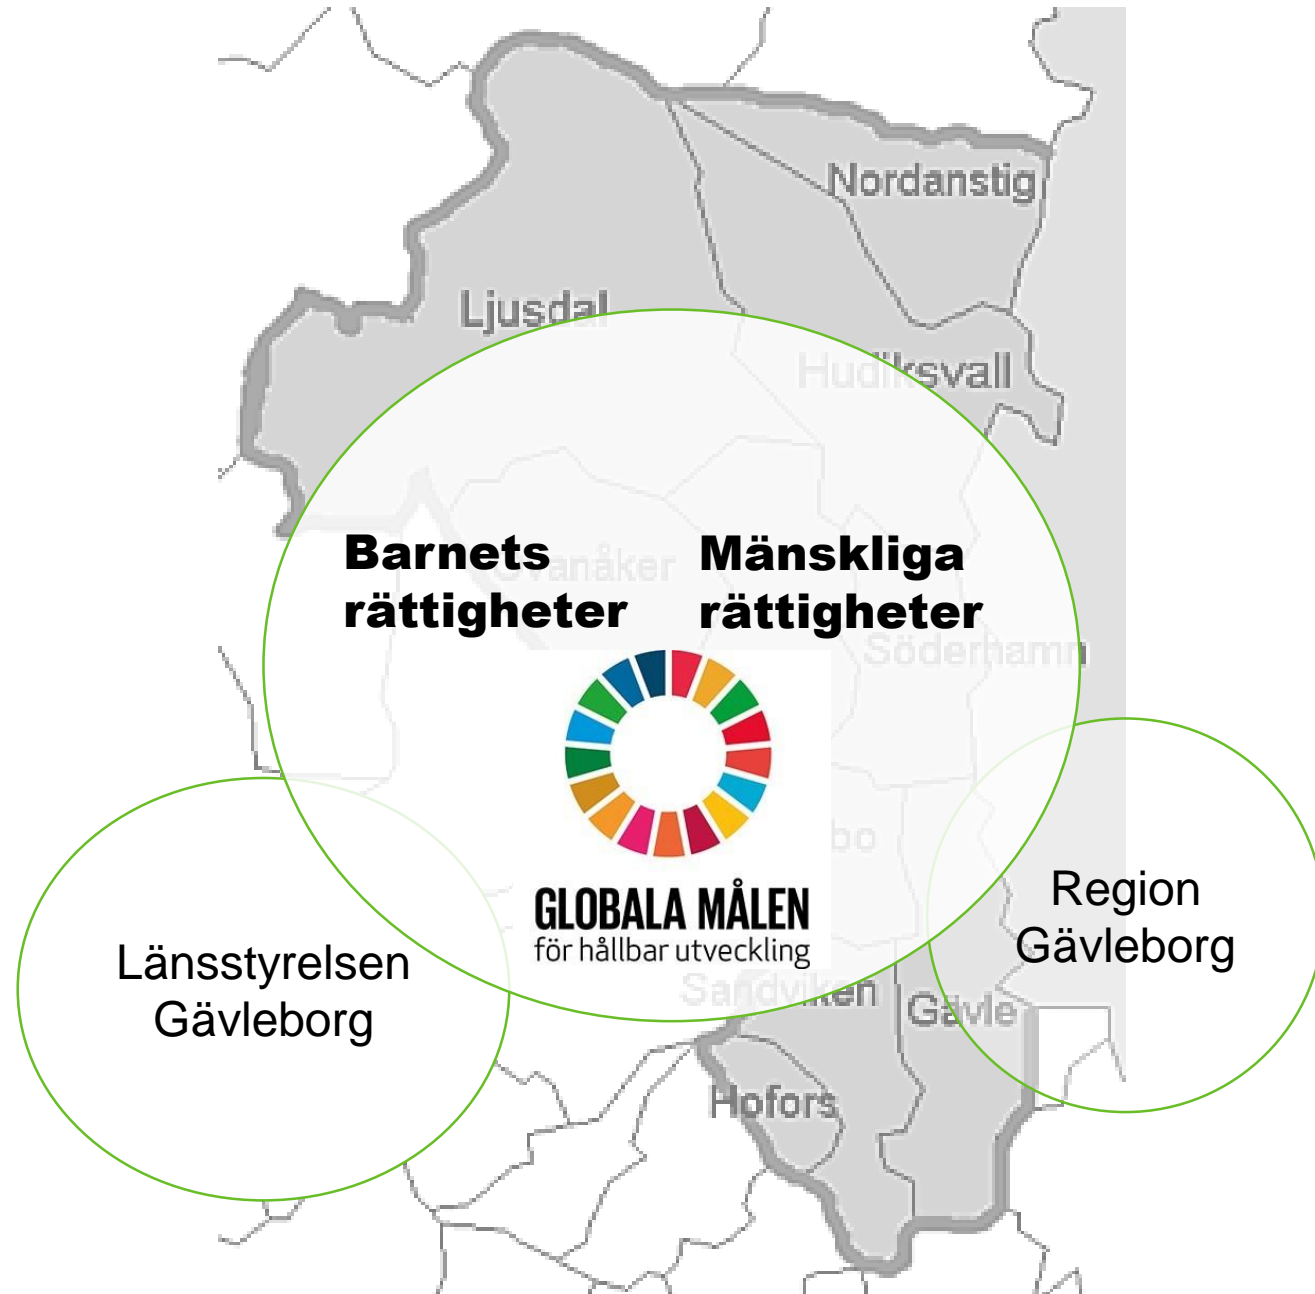 Nordanstig
Ljusdal
Hudiksvall
Barnets
rättigheter
Mänskliga
rättigheter
Söderhamn
GLOBALA MÅLEN
för hållbar utveckling
Region
Gävleborg
Länsstyrelsen
Gävleborg
Sandviken
Gävle
Hofors